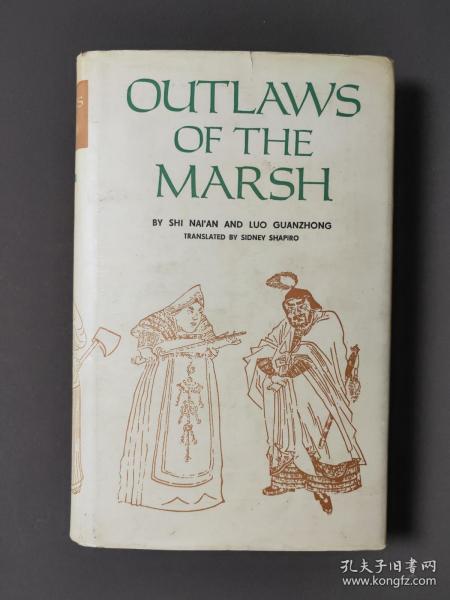 OUTLAWS
OF THE
MARSH
BY SHI NAI'AN AND LUO GUANZHONG
TRANSLATED BY SIDNEY SHAPIRO
孔夫子旧书网
www.kongfz.com